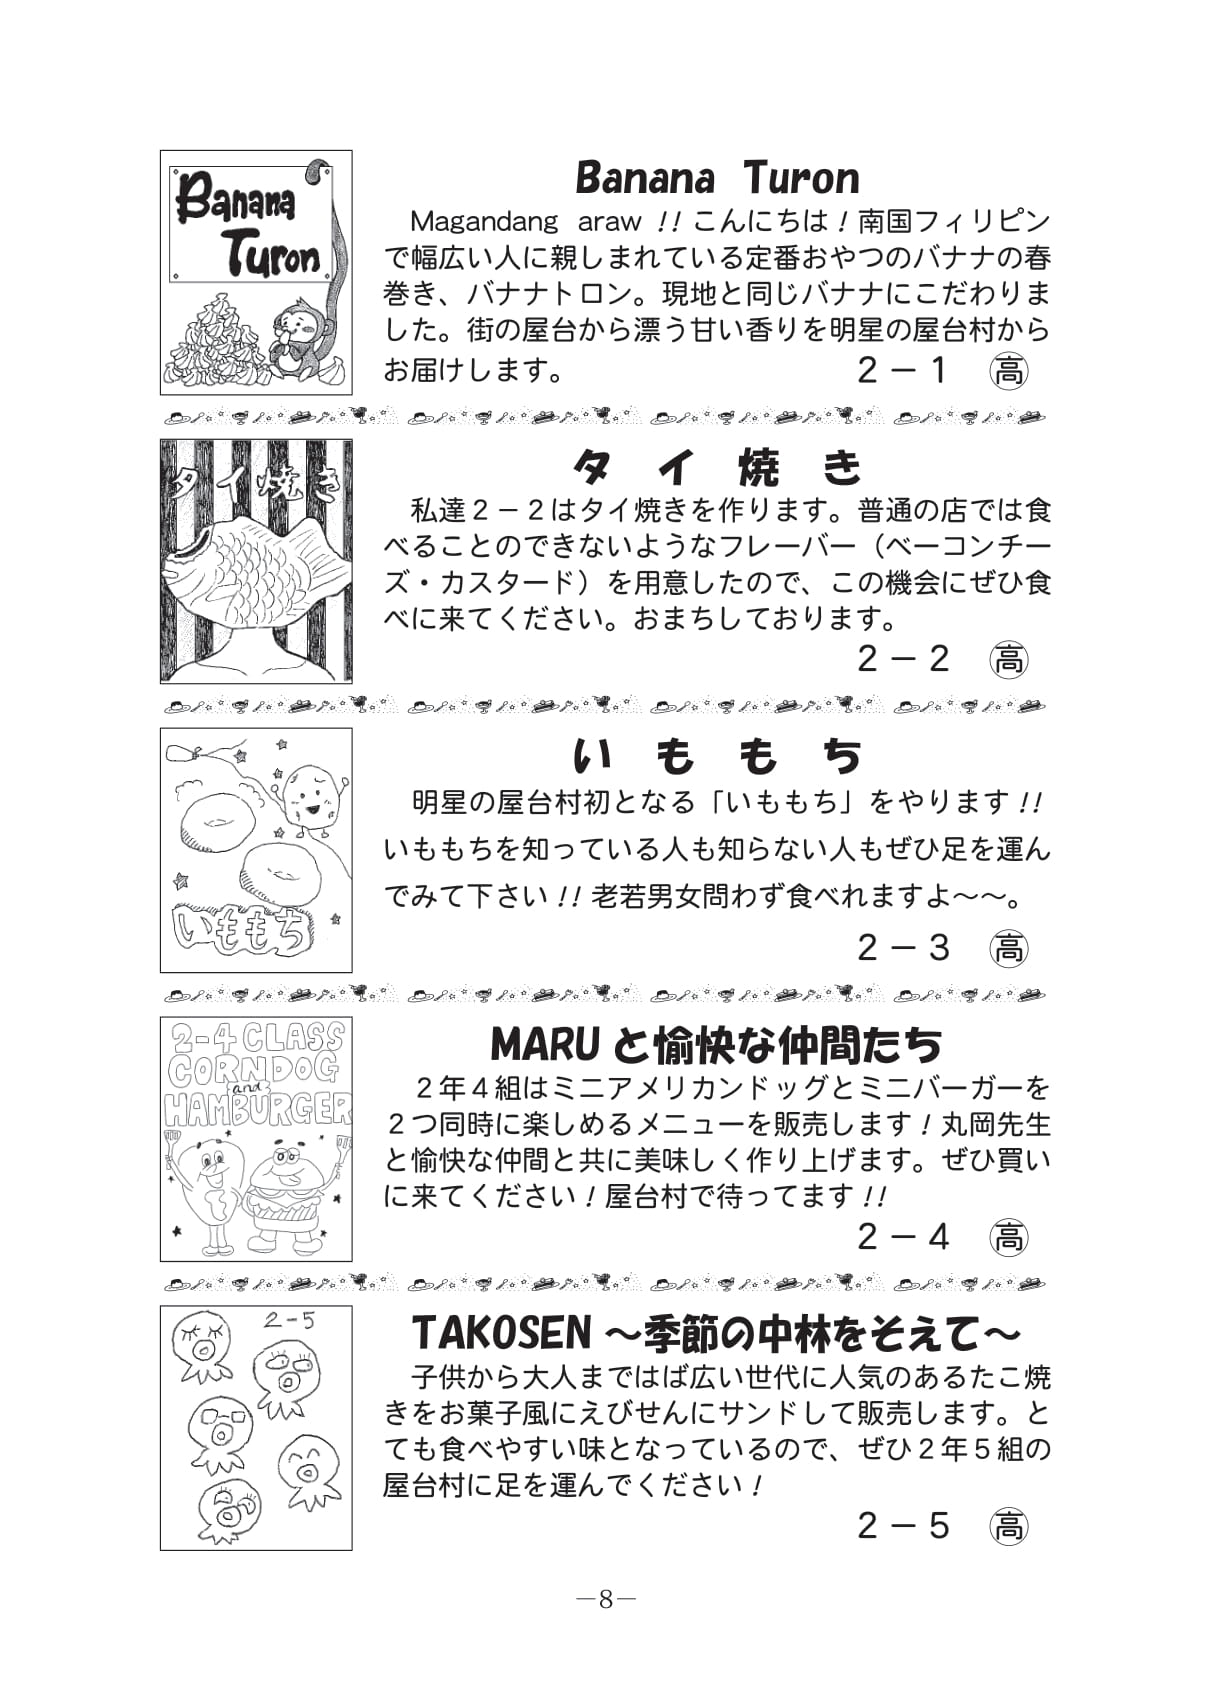 Banana
Turon
Banana Turon
Magandang araw !! こんにちは！南国フィリピン
で幅広い人に親しまれている定番おやつのバナナの春
巻き、バナナトロン。現地と同じバナナにこだわりま
した。街の屋台から漂う甘い香りを明星の屋台村から
お届けします。
2－1 ㊥高
タイ焼き
タイ焼き
私達２－２はタイ焼きを作ります。普通の店では食
べることのできないようなフレーバー（ベーコンチー
ズ・カスタード）を用意したので、この機会にぜひ食
べに来てください。おまちしております。
2－2 高
いももち
いももち
明星の屋台村初となる「いももち」をやります!!
いももちを知っている人も知らない人もぜひ足を運ん
でみて下さい!! 老若男女問わず食べれますよ〜〜。
2－3 高
2-4 CLASS
CORNDOG
and
HAMBURGER
MARUと愉快な仲間たち
２年４組はミニアメリカンドッグとミニバーガーを
２つ同時に楽しめるメニューを販売します！丸岡先生
と愉快な仲間と共に美味しく作り上げます。ぜひ買い
に来てください！屋台村で待ってます!!
2－4 高
2-5
TAKOSEN 〜季節の中林をそえて〜
子供から大人まではば広い世代に人気のあるたこ焼
きをお菓子風にえびせんにサンドして販売します。と
ても食べやすい味となっているので、ぜひ２年５組の
屋台村に足を運んでください！
2－5 高
－8－